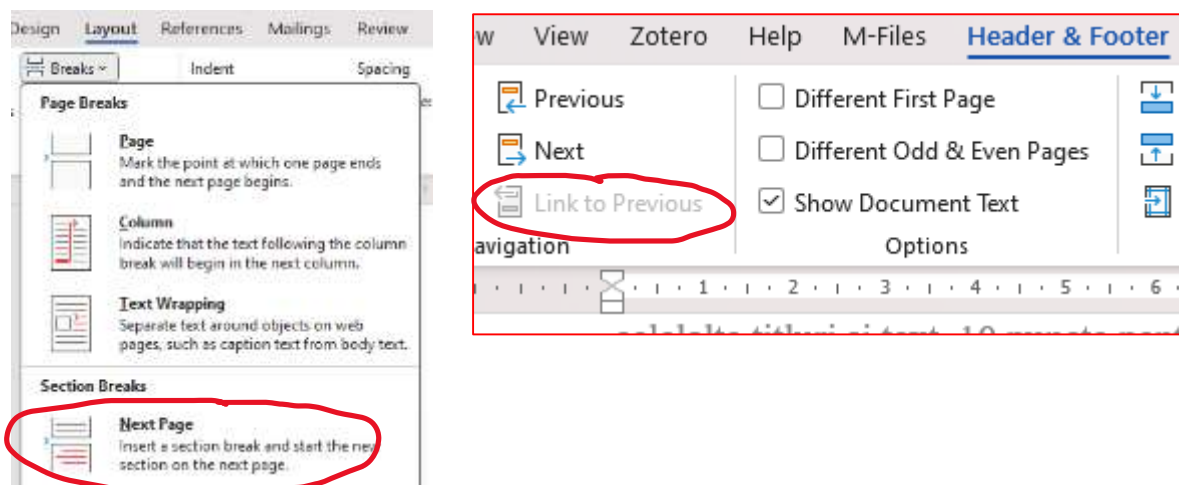 Design Layout References Mailings Review
Breaks
Indent
Spacing
Page Breaks
Page
Mark the point at which one page ends
and the next page begins.
Column
Indicate that the text following the column
break will begin in the next column.
Text Wrapping
Separate text around objects on web
pages, such as caption text from body text.
Section Breaks
Next Page
Insert a section break and start the new
section on the next page.
w View Zotero Help M-Files Header & Footer
Previous
Next
Link to Previous
avigation
Different First Page
Different Odd & Even Pages
Show Document Text
Options
1 2 3 4 5 6
titluri si text, 10 puncte